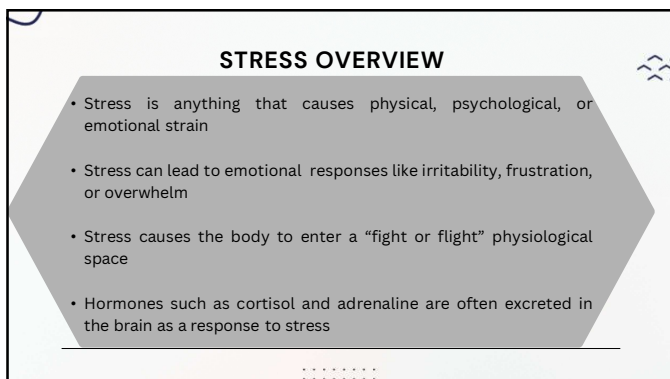 STRESS OVERVIEW
• Stress is anything that causes physical, psychological, or
emotional strain
• Stress can lead to emotional responses like irritability, frustration,
or overwhelm
• Stress causes the body to enter a “fight or flight” physiological
space
• Hormones such as cortisol and adrenaline are often excreted in
the brain as a response to stress